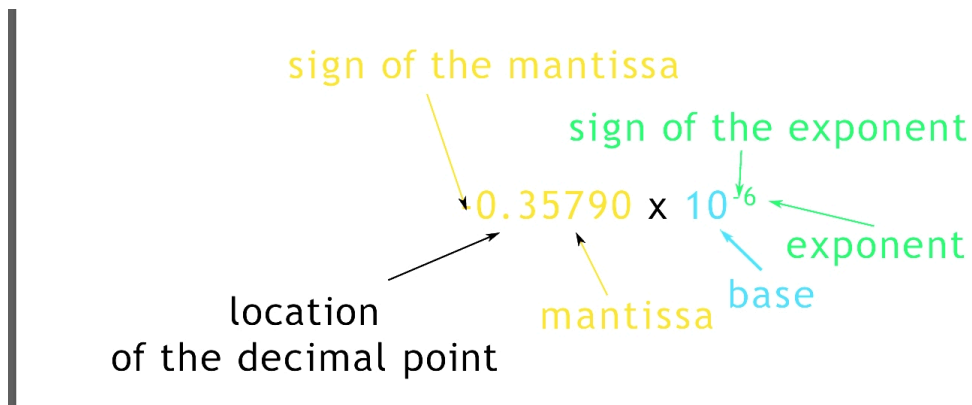 sign of the mantissa
sign of the exponent
-0.35790 x 10-6
exponent
base
mantissa
location
of the decimal point